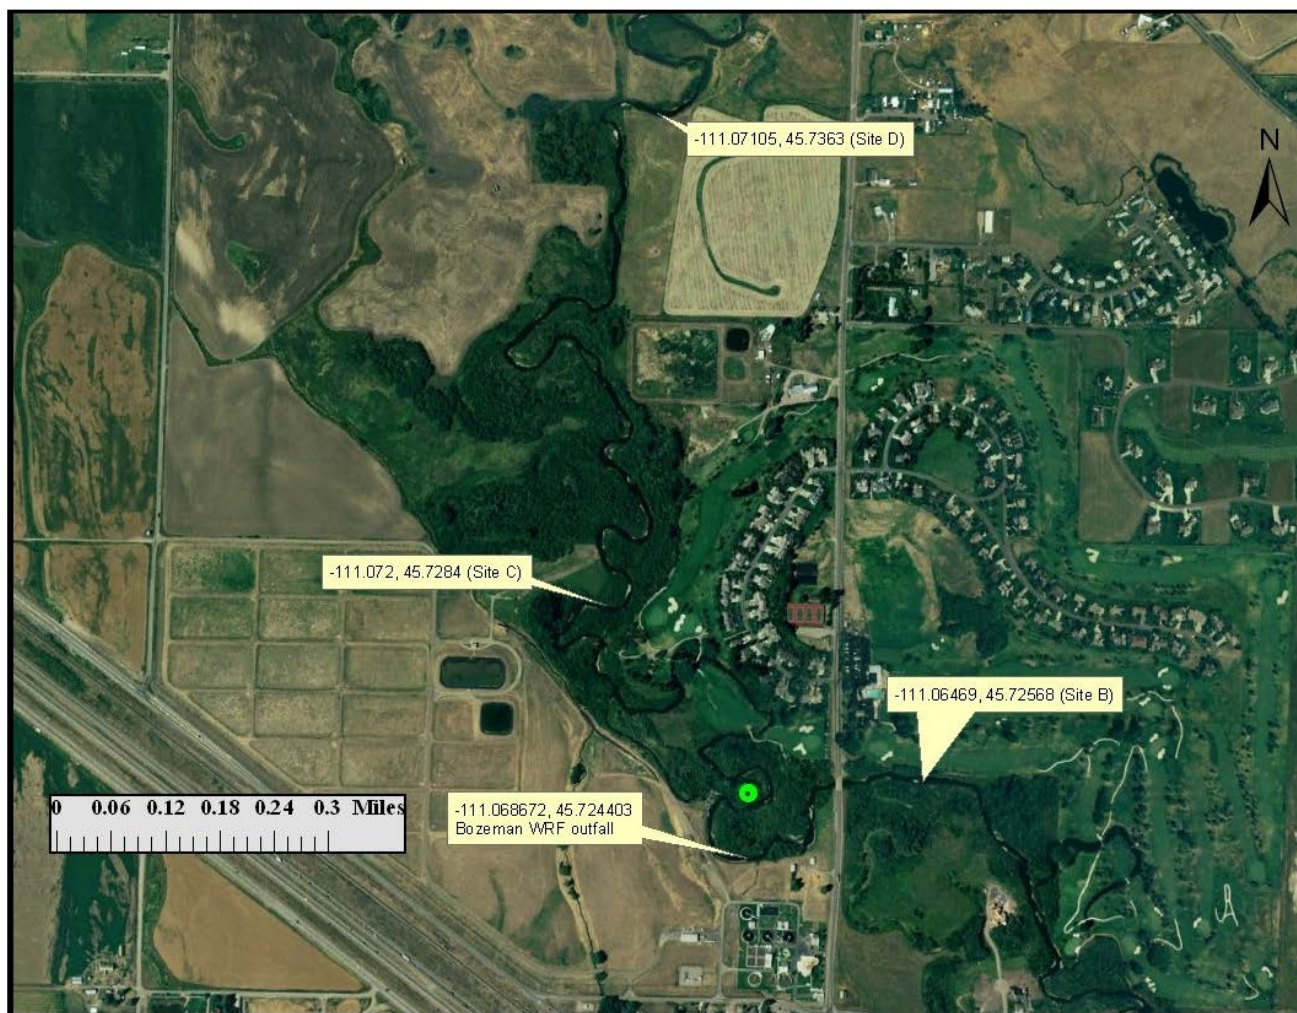 -111.07105, 45.7363 (Site D)
N
-111.072, 45.7284 (Site C)
-111.06469, 45.72568 (Site B)
0 0.06 0.12 0.18 0.24 0.3 Miles
-111.068672, 45.724403
Bozeman WRF outfall